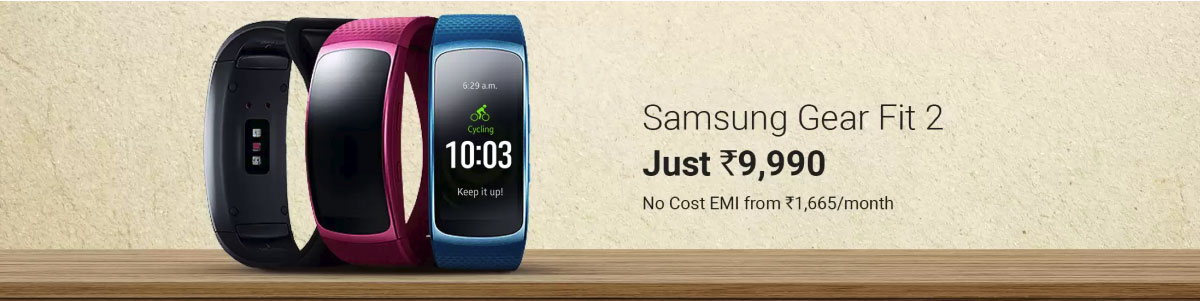 6:29 a.m.
Cycling
10:03
Keep it up!
Samsung Gear Fit 2
Just ₹9,990
No Cost EMI from ₹1,665/month